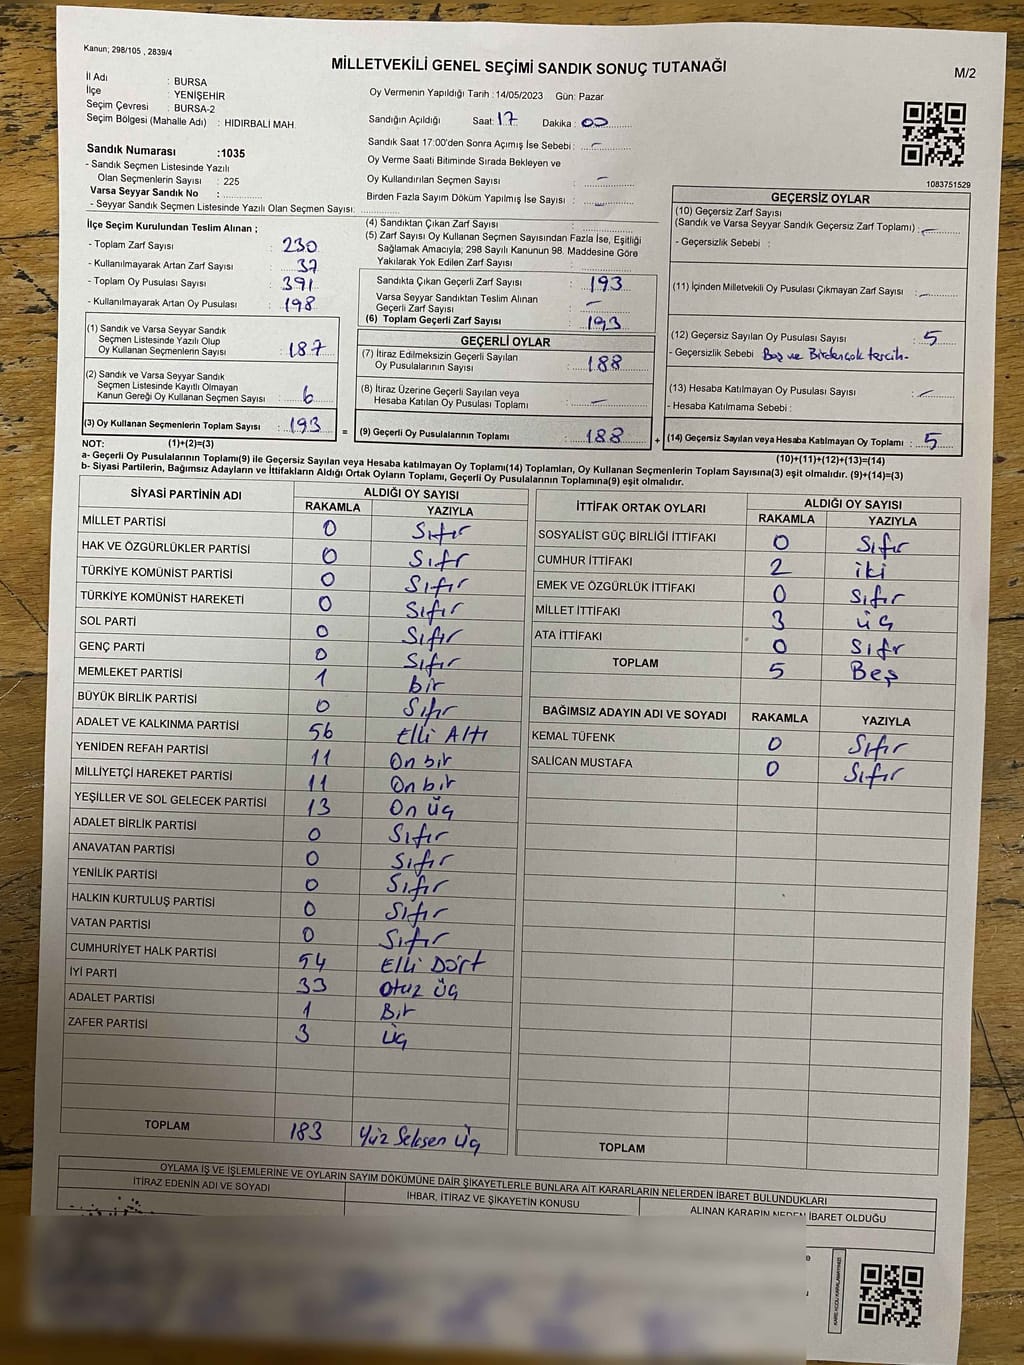 Kanun; 298/105 , 2839/4
MİLLETVEKİLİ GENEL SEÇİMİ SANDIK SONUÇ TUTANAĞI
M/2
İl Adı : BURSA
İlçe : YENİŞEHİR
Seçim Çevresi : BURSA-2
Seçim Bölgesi (Mahalle Adı) : HIDIRBALİ MAH.
Oy Vermenin Yapıldığı Tarih : 14/05/2023 Gün: Pazar
Sandığın Açıldığı Saat: 17 Dakika : 00
Sandık Saat 17:00'den Sonra Açımış İse Sebebi : -
Oy Verme Saati Bitiminde Sırada Bekleyen ve
Oy Kullandırılan Seçmen Sayısı : -
Birden Fazla Sayım Döküm Yapılmış İse Sayısı : -
Sandık Numarası :1035
- Sandık Seçmen Listesinde Yazılı
Olan Seçmenlerin Sayısı : 225
Varsa Seyyar Sandık No :
- Seyyar Sandık Seçmen Listesinde Yazılı Olan Seçmen Sayısı:
1083751529
İlçe Seçim Kurulundan Teslim Alınan ;
- Toplam Zarf Sayısı : 230
- Kullanılmayarak Artan Zarf Sayısı : 37
- Toplam Oy Pusulası Sayısı : 391
- Kullanılmayarak Artan Oy Pusulası : 198
(1) Sandık ve Varsa Seyyar Sandık
Seçmen Listesinde Yazılı Olup
Oy Kullanan Seçmenlerin Sayısı : 187
(2) Sandık ve Varsa Seyyar Sandık
Seçmen Listesinde Kayıtlı Olmayan
Kanun Gereği Oy Kullanan Seçmen Sayısı : 6
(3) Oy Kullanan Seçmenlerin Toplam Sayısı : 193
(4) Sandıktan Çıkan Zarf Sayısı :
(5) Zarf Sayısı Oy Kullanan Seçmen Sayısından Fazla İse, Eşitliği
Sağlamak Amacıyla; 298 Sayılı Kanunun 98. Maddesine Göre
Yakılarak Yok Edilen Zarf Sayısı :
Sandıkta Çıkan Geçerli Zarf Sayısı : 193
Varsa Seyyar Sandıktan Teslim Alınan
Geçerli Zarf Sayısı : -
(6) Toplam Geçerli Zarf Sayısı : 193
GEÇERLİ OYLAR
(7) İtiraz Edilmeksizin Geçerli Sayılan
Oy Pusulalarının Sayısı : 188
(8) İtiraz Üzerine Geçerli Sayılan veya
Hesaba Katılan Oy Pusulası Toplamı : -
= (9) Geçerli Oy Pusulalarının Toplamı : 188
GEÇERSİZ OYLAR
(10) Geçersiz Zarf Sayısı
(Sandık ve Varsa Seyyar Sandık Geçersiz Zarf Toplamı) : -
- Geçersizlik Sebebi :
(11) İçinden Milletvekili Oy Pusulası Çıkmayan Zarf Sayısı : -
(12) Geçersiz Sayılan Oy Pusulası Sayısı : 5
- Geçersizlik Sebebi : Boş ve Birden çok tercih.
(13) Hesaba Katılmayan Oy Pusulası Sayısı : -
- Hesaba Katılmama Sebebi :
+ (14) Geçersiz Sayılan veya Hesaba Katılmayan Oy Toplamı : 5
NOT: (1)+(2)=(3)
(10)+(11)+(12)+(13)=(14)
a- Geçerli Oy Pusulalarının Toplamı(9) ile Geçersiz Sayılan veya Hesaba katılmayan Oy Toplamı(14) Toplamları, Oy Kullanan Seçmenlerin Toplam Sayısına(3) eşit olmalıdır. (9)+(14)=(3)
b- Siyasi Partilerin, Bağımsız Adayların ve İttifakların Aldığı Ortak Oyların Toplamı, Geçerli Oy Pusulalarının Toplamına(9) eşit olmalıdır.
SİYASİ PARTİNİN ADI ALDIĞI OY SAYISI
RAKAMLA YAZIYLA
MİLLET PARTİSİ 0 Sıfır
HAK VE ÖZGÜRLÜKLER PARTİSİ 0 Sıfr
TÜRKİYE KOMÜNİST PARTİSİ 0 Sıfır
TÜRKİYE KOMÜNİST HAREKETİ 0 Sıfır
SOL PARTİ 0 Sıfır
GENÇ PARTİ 0 Sıfır
MEMLEKET PARTİSİ 1 bir
BÜYÜK BİRLİK PARTİSİ 0 Sıfır
ADALET VE KALKINMA PARTİSİ 56 Elli Altı
YENİDEN REFAH PARTİSİ 11 On bir
MİLLİYETÇİ HAREKET PARTİSİ 11 On bir
YEŞİLLER VE SOL GELECEK PARTİSİ 13 On üç
ADALET BİRLİK PARTİSİ 0 Sıfır
ANAVATAN PARTİSİ 0 Sıfır
YENİLİK PARTİSİ 0 Sıfır
HALKIN KURTULUŞ PARTİSİ 0 Sıfır
VATAN PARTİSİ 0 Sıfır
CUMHURİYET HALK PARTİSİ 54 Elli Dört
İYİ PARTİ 33 Otuz üç
ADALET PARTİSİ 1 Bir
ZAFER PARTİSİ 3 Üç
TOPLAM 183 Yüz Seksen Üç
İTTİFAK ORTAK OYLARI ALDIĞI OY SAYISI
RAKAMLA YAZIYLA
SOSYALİST GÜÇ BİRLİĞİ İTTİFAKI 0 Sıfır
CUMHUR İTTİFAKI 2 iki
EMEK VE ÖZGÜRLÜK İTTİFAKI 0 Sıfır
MİLLET İTTİFAKI 3 üç
ATA İTTİFAKI 0 Sıfr
TOPLAM 5 Beş
BAĞIMSIZ ADAYIN ADI VE SOYADI RAKAMLA YAZIYLA
KEMAL TÜFENK 0 Sıfır
SALİCAN MUSTAFA 0 Sıfır
TOPLAM
OYLAMA İŞ VE İŞLEMLERİNE VE OYLARIN SAYIM DÖKÜMÜNE DAİR ŞİKAYETLERLE BUNLARA AİT KARARLARIN NELERDEN İBARET BULUNDUKLARI
İTİRAZ EDENİN ADI VE SOYADI İHBAR, İTİRAZ VE ŞİKAYETİN KONUSU ALINAN KARARIN NEDEN İBARET OLDUĞU